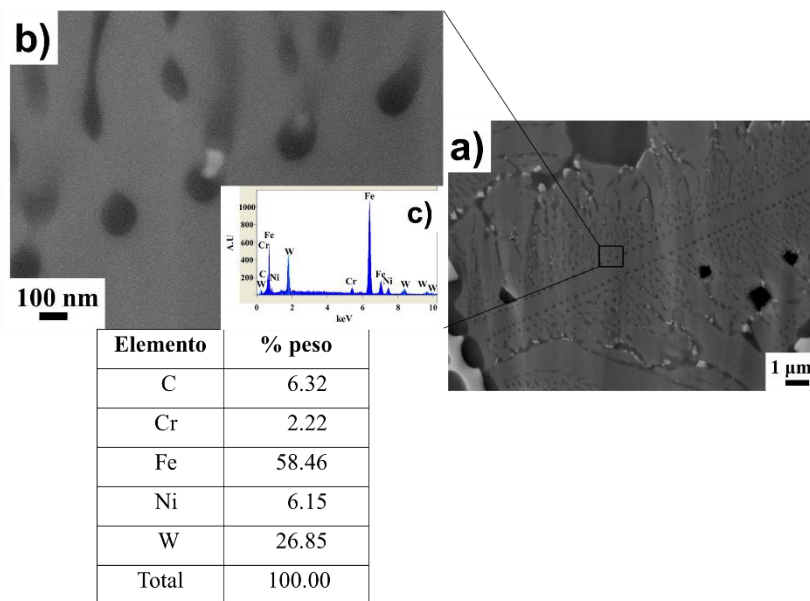 b)
a)
c)
Fe
1000
800
600
400
200
A.U
Fe
Cr
W
C
W
Ni
Cr
Fe
Ni
W
W
W
0
2
4
6
8
10
keV
100 nm
1 µm
Elemento % peso
C 6.32
Cr 2.22
Fe 58.46
Ni 6.15
W 26.85
Total 100.00